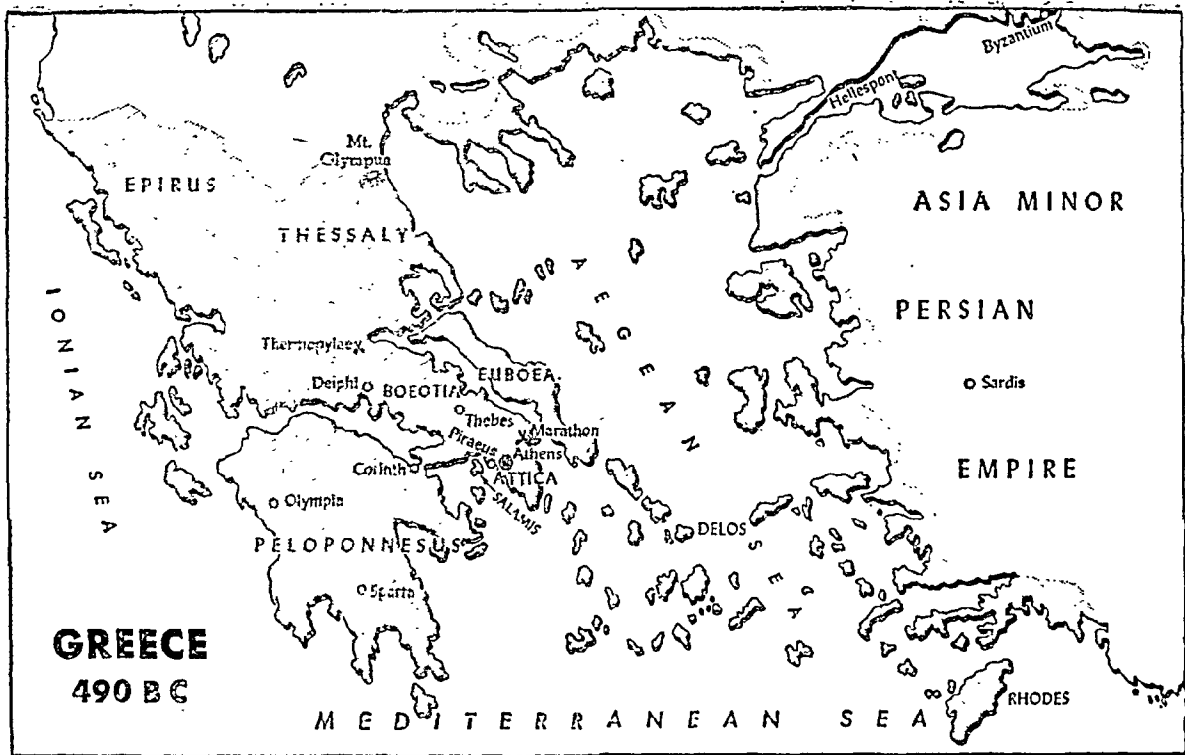 Byzantium
Hellespont
Mt.
Olympus
EPIRUS
ASIA MINOR
THESSALY
AEGEAN
IONIAN SEA
PERSIAN
Thermopylae
EUBOEA
Delphi
BOEOTIA
Sardis
Thebes
Marathon
Piraeus
Athens
Corinth
ATTICA
EMPIRE
Olympia
SALAMIS
DELOS
PELOPONNESUS
SEA
Sparta
GREECE
490 BC
RHODES
MEDITERRANEAN SEA